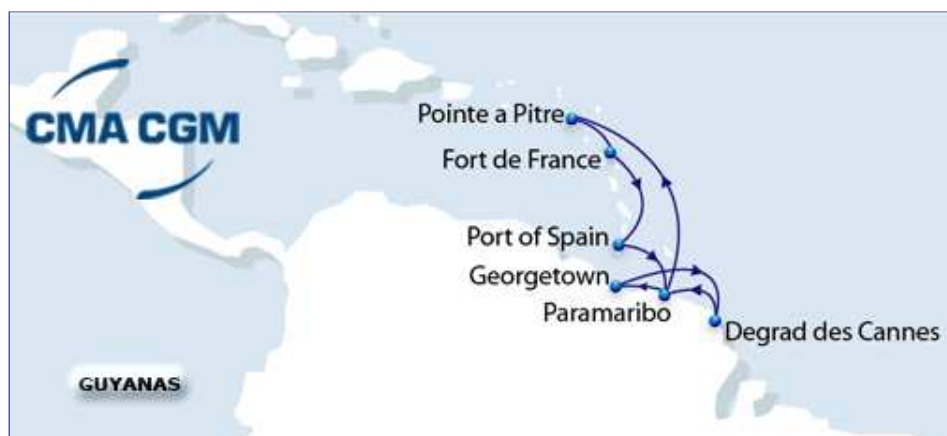 CMA CGM
Pointe a Pitre
Fort de France
Port of Spain
Georgetown
Paramaribo
Degrad des Cannes
GUYANAS